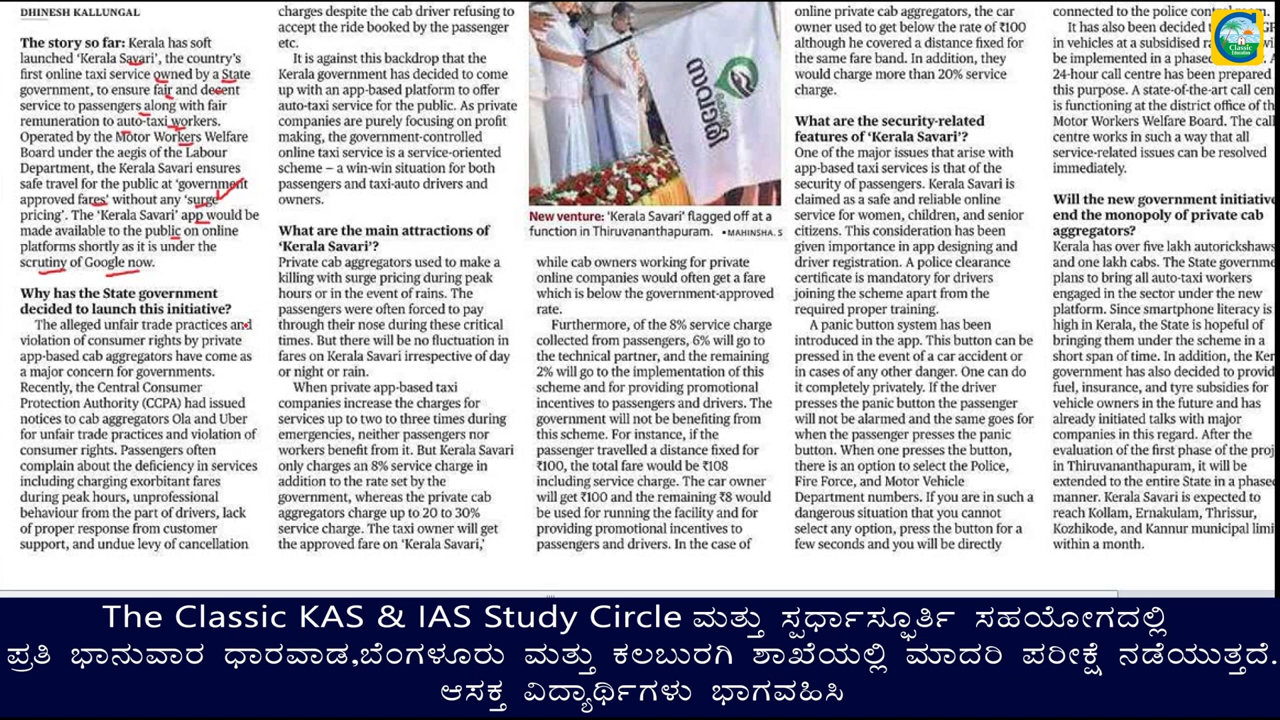 DHINESH KALLUNGAL
The story so far: Kerala has soft
launched ‘Kerala Savari’, the country's
first online taxi service owned by a State
government, to ensure fair and decent
service to passengers along with fair
remuneration to auto-taxi workers.
Operated by the Motor Workers Welfare
Board under the aegis of the Labour
Department, the Kerala Savari ensures
safe travel for the public at ‘government
approved fares’ without any ‘surge
pricing’. The ‘Kerala Savari’ app would be
made available to the public on online
platforms shortly as it is under the
scrutiny of Google now.
Why has the State government
decided to launch this initiative?
The alleged unfair trade practices and
violation of consumer rights by private
app-based cab aggregators have come as
a major concern for governments.
Recently, the Central Consumer
Protection Authority (CCPA) had issued
notices to cab aggregators Ola and Uber
for unfair trade practices and violation of
consumer rights. Passengers often
complain about the deficiency in services
including charging exorbitant fares
during peak hours, unprofessional
behaviour from the part of drivers, lack
of proper response from customer
support, and undue levy of cancellation
charges despite the cab driver refusing to
accept the ride booked by the passenger
etc.
It is against this backdrop that the
Kerala government has decided to come
up with an app-based platform to offer
auto-taxi service for the public. As private
companies are purely focusing on profit
making, the government-controlled
online taxi service is a service-oriented
scheme – a win-win situation for both
passengers and taxi-auto drivers and
owners.
What are the main attractions of
‘Kerala Savari’?
Private cab aggregators used to make a
killing with surge pricing during peak
hours or in the event of rains. The
passengers were often forced to pay
through their nose during these critical
times. But there will be no fluctuation in
fares on Kerala Savari irrespective of day
or night or rain.
When private app-based taxi
companies increase the charges for
services up to two to three times during
emergencies, neither passengers nor
workers benefit from it. But Kerala Savari
only charges an 8% service charge in
addition to the rate set by the
government, whereas the private cab
aggregators charge up to 20 to 30%
service charge. The taxi owner will get
the approved fare on ‘Kerala Savari,’
സവാരി
New venture: ‘Kerala Savari’ flagged off at a
function in Thiruvananthapuram. •MAHINSHA. S
while cab owners working for private
online companies would often get a fare
which is below the government-approved
rate.
Furthermore, of the 8% service charge
collected from passengers, 6% will go to
the technical partner, and the remaining
2% will go to the implementation of this
scheme and for providing promotional
incentives to passengers and drivers. The
government will not be benefiting from
this scheme. For instance, if the
passenger travelled a distance fixed for
₹100, the total fare would be ₹108
including service charge. The car owner
will get ₹100 and the remaining ₹8 would
be used for running the facility and for
providing promotional incentives to
passengers and drivers. In the case of
online private cab aggregators, the car
owner used to get below the rate of ₹100
although he covered a distance fixed for
the same fare band. In addition, they
would charge more than 20% service
charge.
What are the security-related
features of ‘Kerala Savari’?
One of the major issues that arise with
app-based taxi services is that of the
security of passengers. Kerala Savari is
claimed as a safe and reliable online
service for women, children, and senior
citizens. This consideration has been
given importance in app designing and
driver registration. A police clearance
certificate is mandatory for drivers
joining the scheme apart from the
required proper training.
A panic button system has been
introduced in the app. This button can be
pressed in the event of a car accident or
in cases of any other danger. One can do
it completely privately. If the driver
presses the panic button the passenger
will not be alarmed and the same goes for
when the passenger presses the panic
button. When one presses the button,
there is an option to select the Police,
Fire Force, and Motor Vehicle
Department numbers. If you are in such a
dangerous situation that you cannot
select any option, press the button for a
few seconds and you will be directly
connected to the police control room.
It has also been decided
in vehicles at a subsidised
be implemented in a phased
24-hour call centre has been prepared
this purpose. A state-of-the-art call cen
is functioning at the district office of th
Motor Workers Welfare Board. The call
centre works in such a way that all
service-related issues can be resolved
immediately.
Will the new government initiative
end the monopoly of private cab
aggregators?
Kerala has over five lakh autorickshaws
and one lakh cabs. The State governme
plans to bring all auto-taxi workers
engaged in the sector under the new
platform. Since smartphone literacy is
high in Kerala, the State is hopeful of
bringing them under the scheme in a
short span of time. In addition, the Ker
government has also decided to provid
fuel, insurance, and tyre subsidies for
vehicle owners in the future and has
already initiated talks with major
companies in this regard. After the
evaluation of the first phase of the proj
in Thiruvananthapuram, it will be
extended to the entire State in a phased
manner. Kerala Savari is expected to
reach Kollam, Ernakulam, Thrissur,
Kozhikode, and Kannur municipal limi
within a month.
Classic
Education
The Classic KAS & IAS Study Circle ಮತ್ತು ಸ್ಪರ್ಧಾಸ್ಫೂರ್ತಿ ಸಹಯೋಗದಲ್ಲಿ
ಪ್ರತಿ ಭಾನುವಾರ ಧಾರವಾಡ,ಬೆಂಗಳೂರು ಮತ್ತು ಕಲಬುರಗಿ ಶಾಖೆಯಲ್ಲಿ ಮಾದರಿ ಪರೀಕ್ಷೆ ನಡೆಯುತ್ತದೆ.
ಆಸಕ್ತ ವಿದ್ಯಾರ್ಥಿಗಳು ಭಾಗವಹಿಸಿ